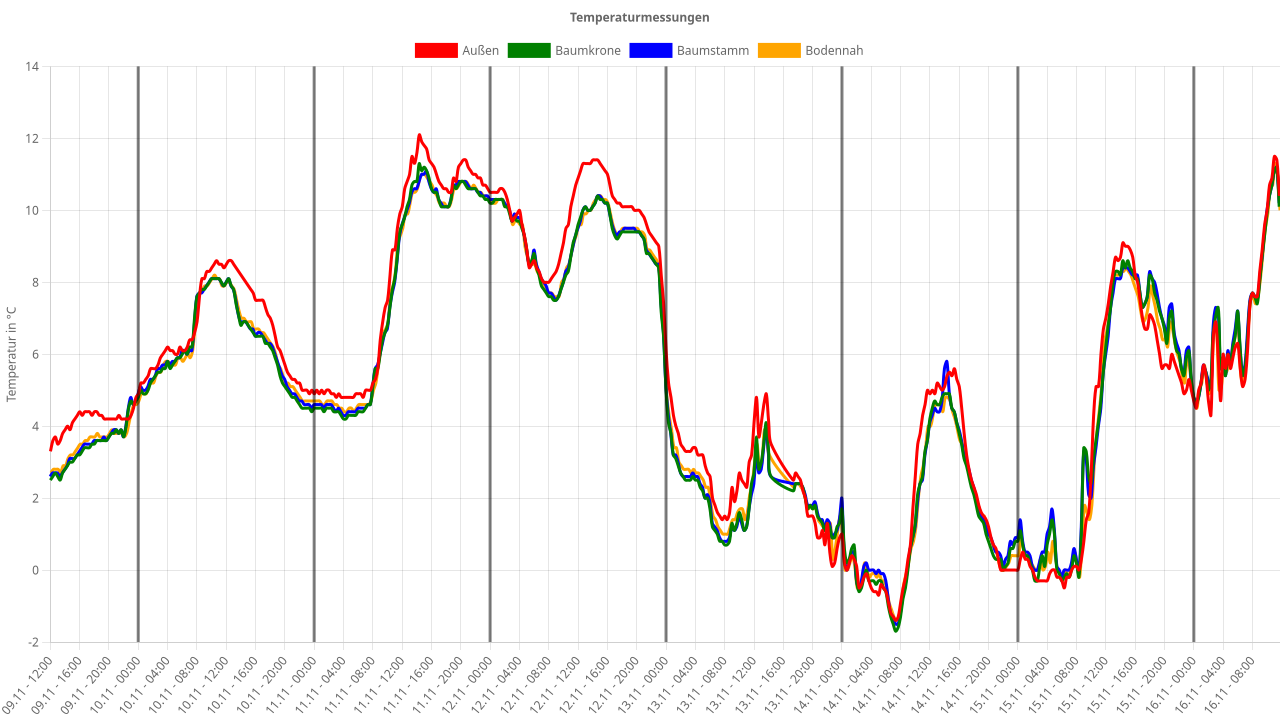 Temperaturmessungen
Außen Baumkrone Baumstamm Bodennah
Temperatur in °C
14
12
10
8
6
4
2
0
-2
09.11 - 12:00
09.11 - 16:00
09.11 - 20:00
10.11 - 00:00
10.11 - 04:00
10.11 - 08:00
10.11 - 12:00
10.11 - 16:00
10.11 - 20:00
11.11 - 00:00
11.11 - 04:00
11.11 - 08:00
11.11 - 12:00
11.11 - 16:00
11.11 - 20:00
12.11 - 00:00
12.11 - 04:00
12.11 - 08:00
12.11 - 12:00
12.11 - 16:00
12.11 - 20:00
13.11 - 00:00
13.11 - 04:00
13.11 - 08:00
13.11 - 12:00
13.11 - 16:00
13.11 - 20:00
14.11 - 00:00
14.11 - 04:00
14.11 - 08:00
14.11 - 12:00
14.11 - 16:00
14.11 - 20:00
15.11 - 00:00
15.11 - 04:00
15.11 - 08:00
15.11 - 12:00
15.11 - 16:00
15.11 - 20:00
16.11 - 00:00
16.11 - 04:00
16.11 - 08:00